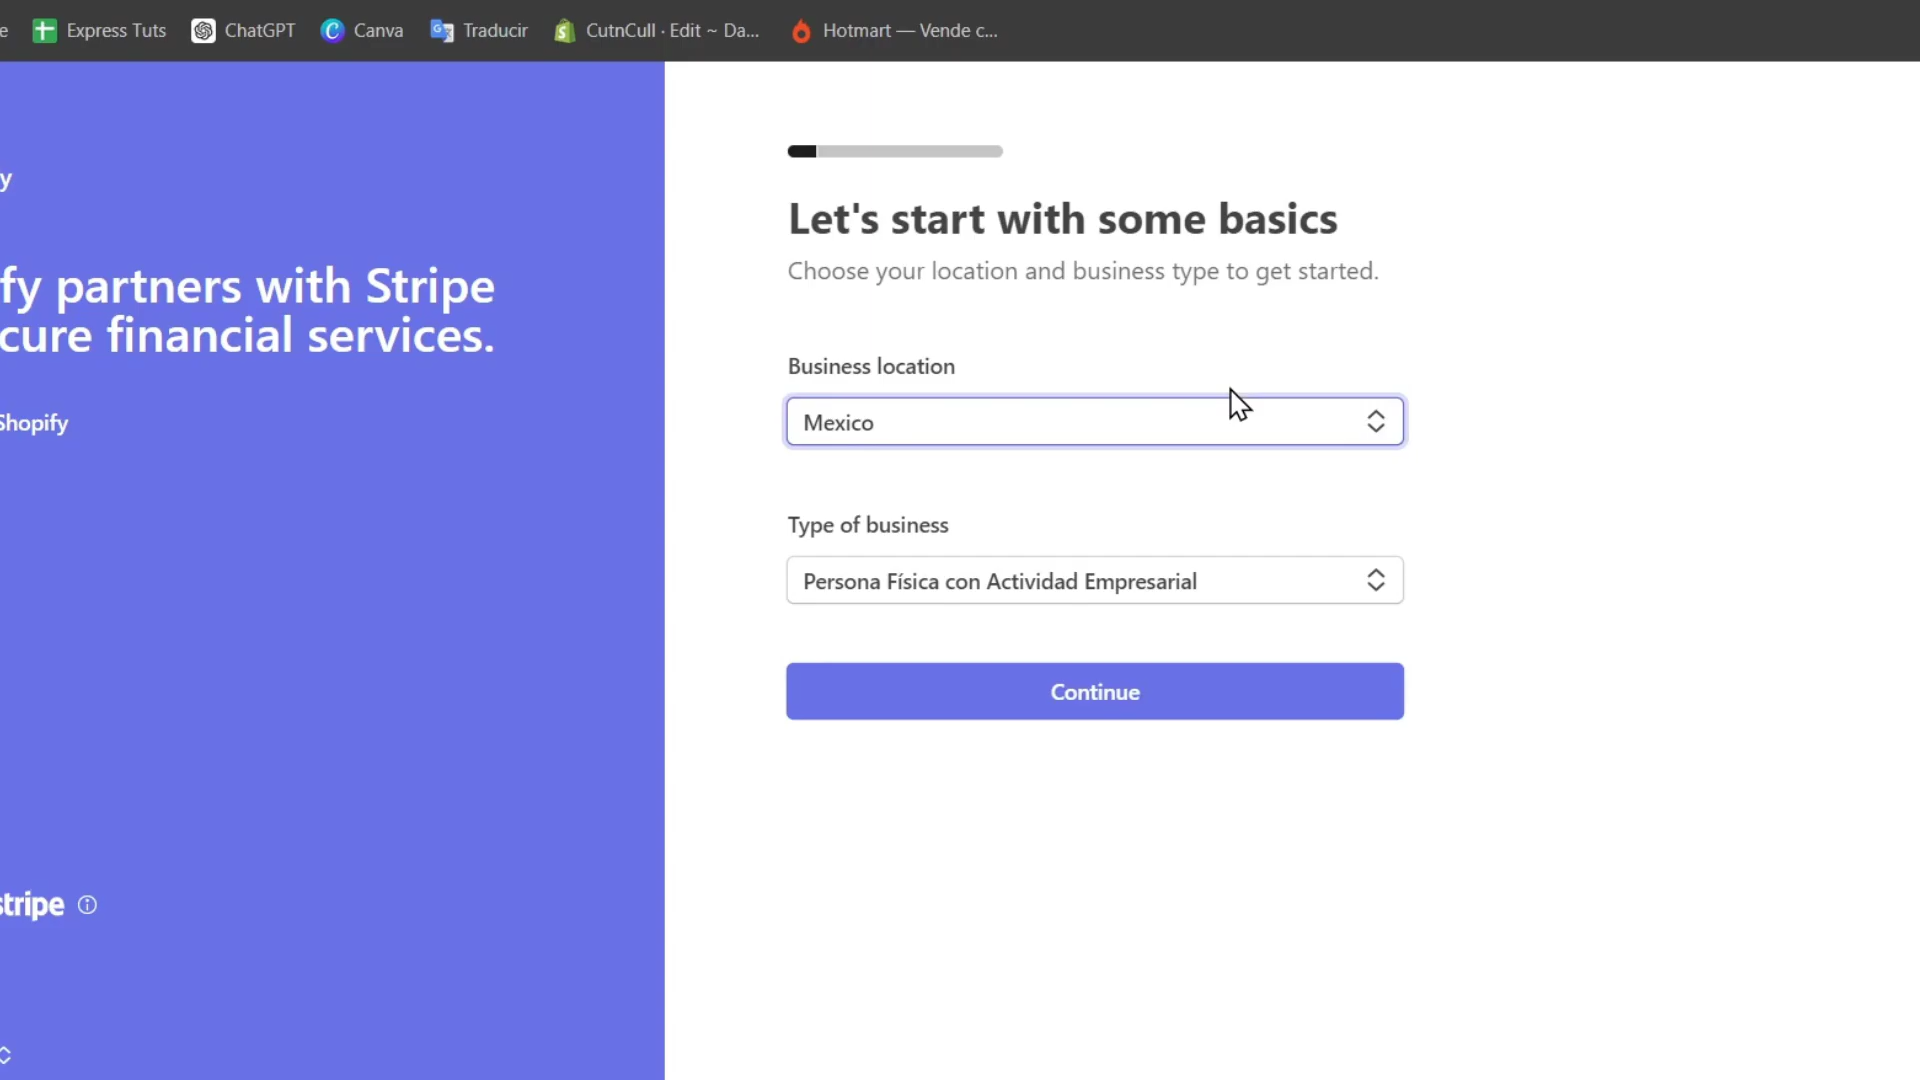 Express Tuts
ChatGPT
Canva
Traducir
CutnCull · Edit ~ Da...
Hotmart — Vende c...
y
fy partners with Stripe
cure financial services.
Shopify
stripe
Let's start with some basics
Choose your location and business type to get started.
Business location
Mexico
Type of business
Persona Física con Actividad Empresarial
Continue